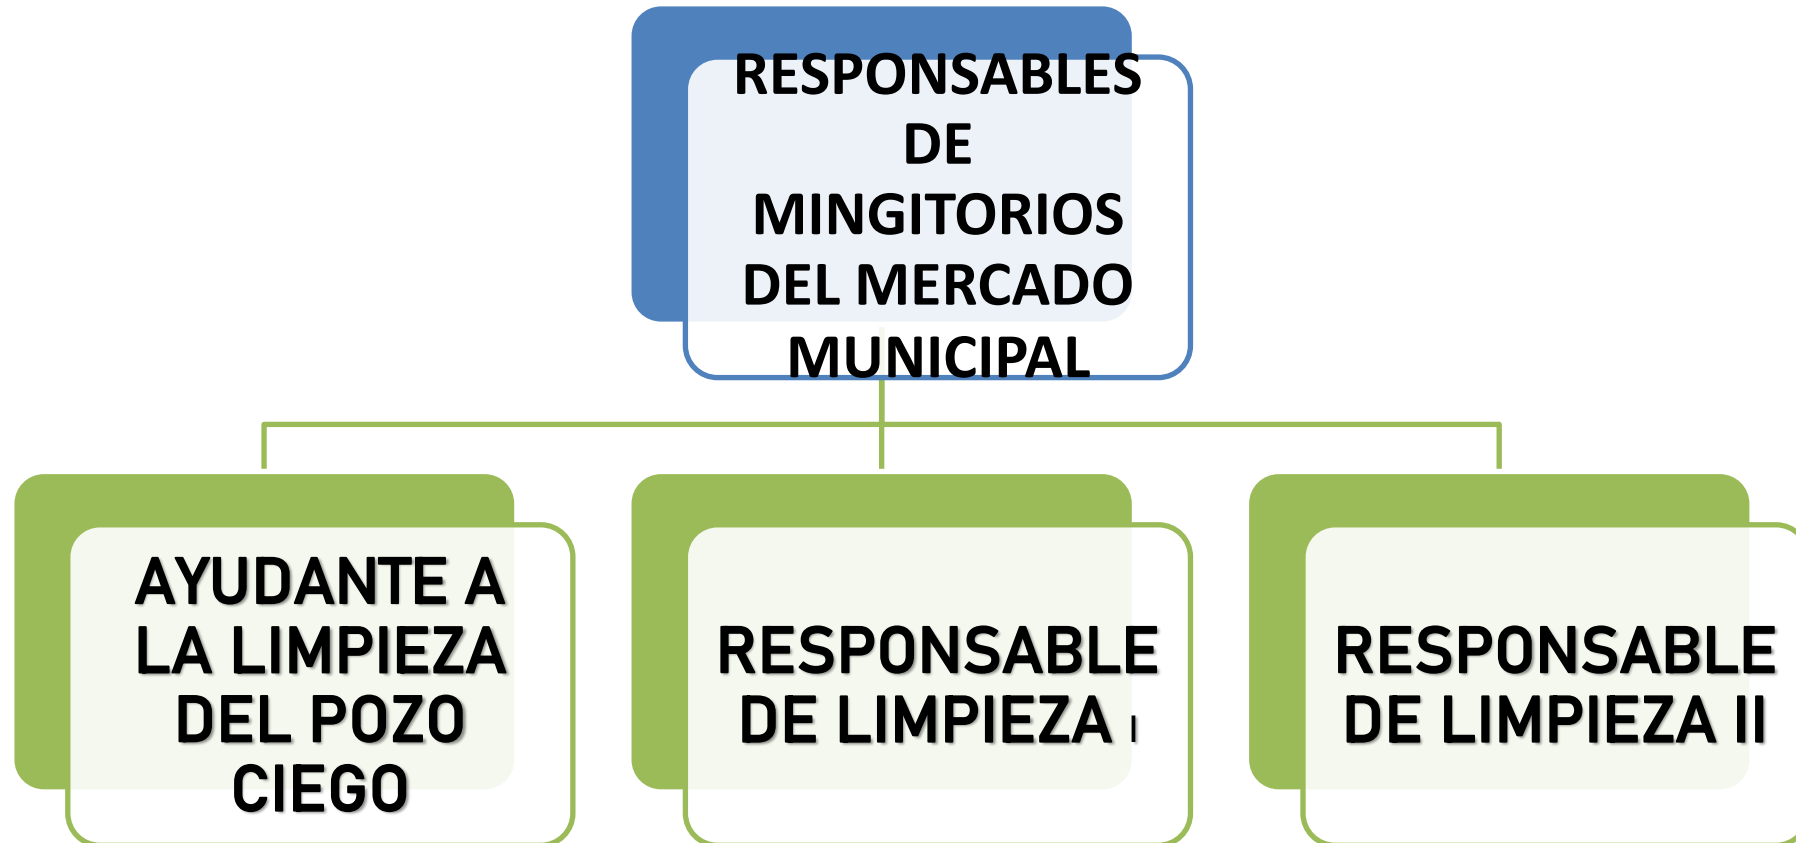 RESPONSABLES
DE
MINGITORIOS
DEL MERCADO
MUNICIPAL
AYUDANTE A
LA LIMPIEZA
DEL POZO
CIEGO
RESPONSABLE
DE LIMPIEZA I
RESPONSABLE
DE LIMPIEZA II